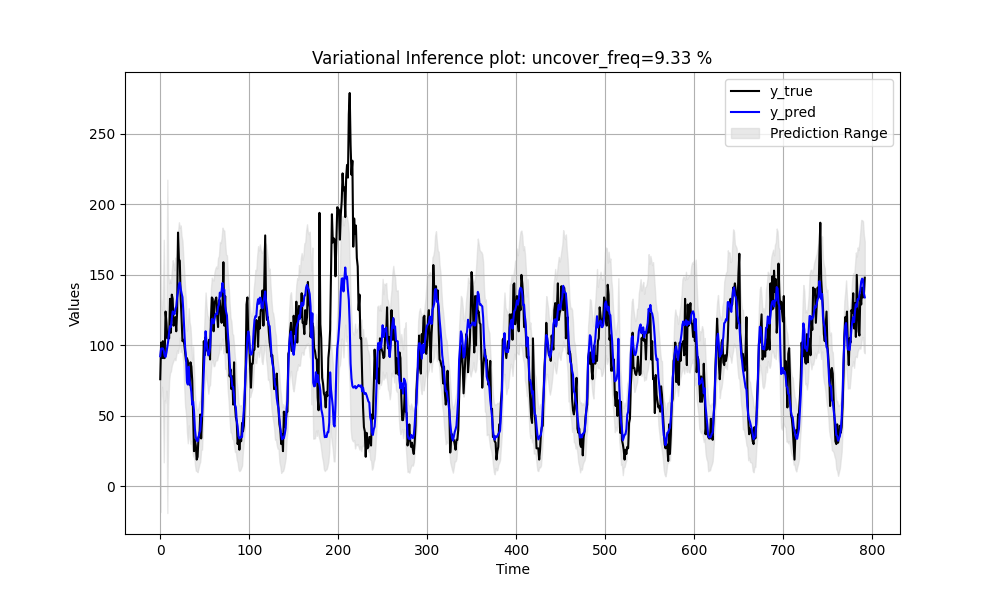 Variational Inference plot: uncover_freq=9.33 %
y_true
y_pred
Prediction Range
Values
250
200
150
100
50
0
0 100 200 300 400 500 600 700 800
Time